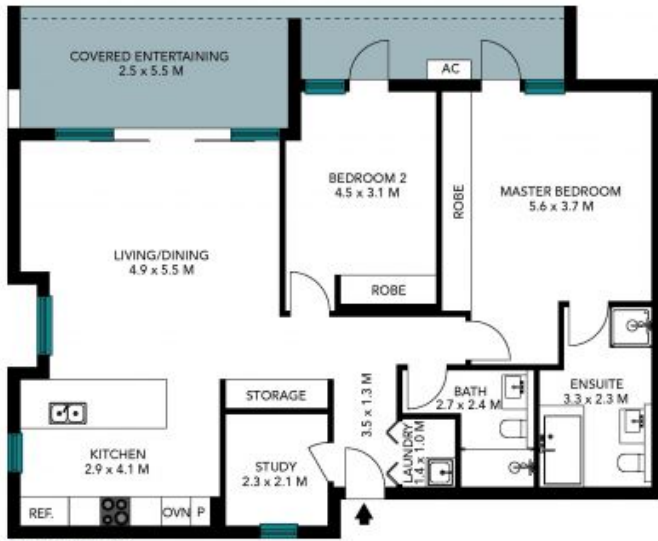 COVERED ENTERTAINING
2.5 x 5.5 M
AC
BEDROOM 2
4.5 x 3.1 M
ROBE
MASTER BEDROOM
5.6 x 3.7 M
LIVING/DINING
4.9 x 5.5 M
ROBE
STORAGE
3.5 x 1.3 M
BATH
2.7 x 2.4 M
ENSUITE
3.3 x 2.3 M
KITCHEN
2.9 x 4.1 M
STUDY
2.3 x 2.1 M
LAUNDRY
1.4 x 1.0 M
REF.
OVN
P